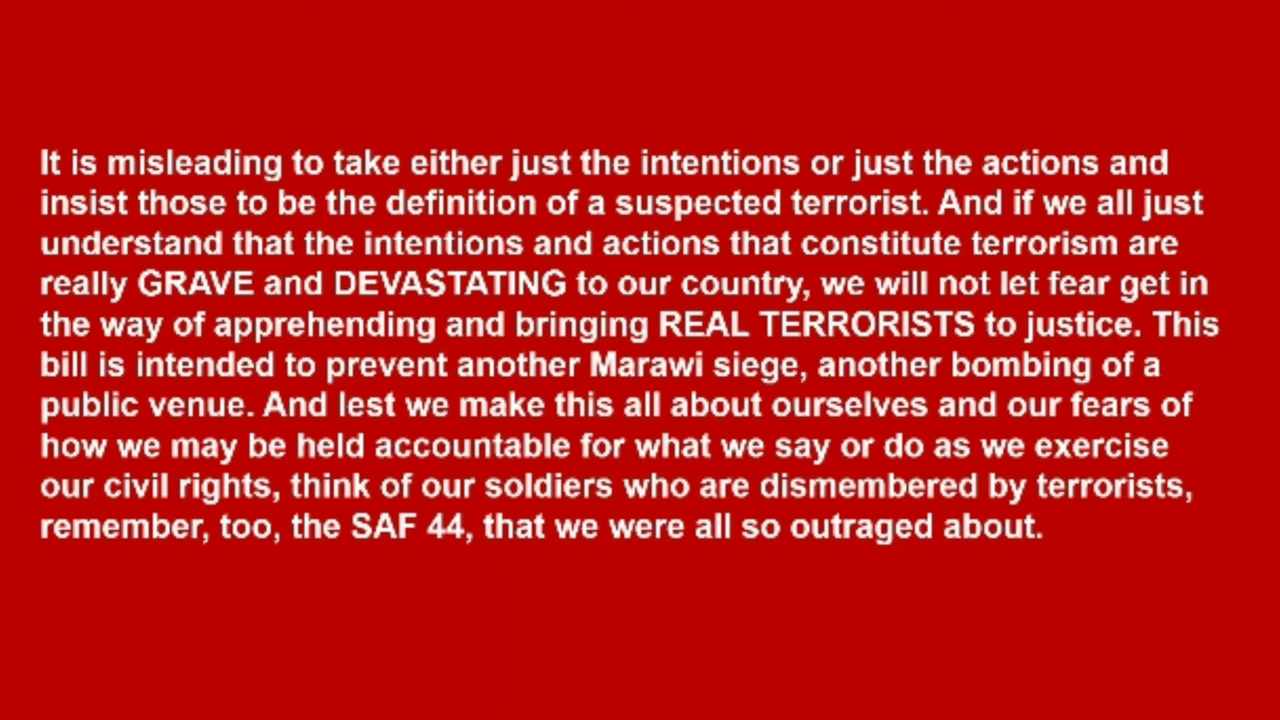 It is misleading to take either just the intentions or just the actions and
insist those to be the definition of a suspected terrorist. And if we all just
understand that the intentions and actions that constitute terrorism are
really GRAVE and DEVASTATING to our country, we will not let fear get in
the way of apprehending and bringing REAL TERRORISTS to justice. This
bill is intended to prevent another Marawi siege, another bombing of a
public venue. And lest we make this all about ourselves and our fears of
how we may be held accountable for what we say or do as we exercise
our civil rights, think of our soldiers who are dismembered by terrorists,
remember, too, the SAF 44, that we were all so outraged about.